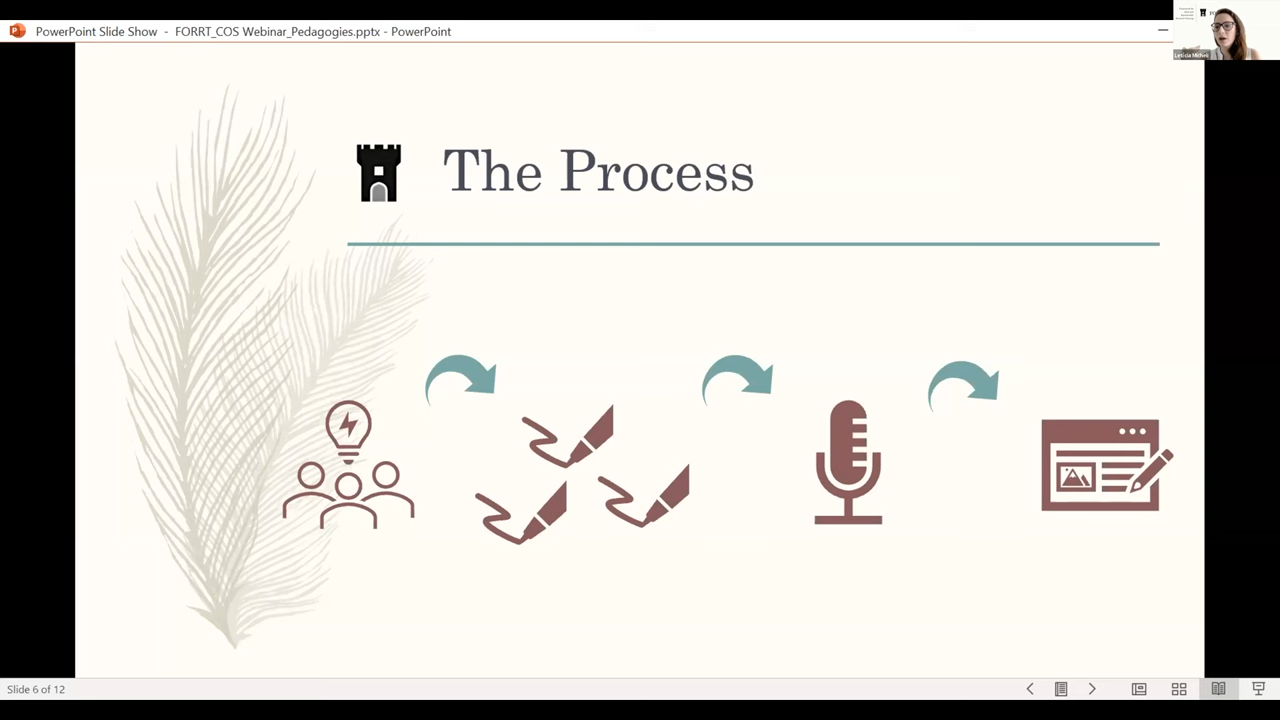 PowerPoint Slide Show - FORRT_COS Webinar_Pedagogies.pptx - PowerPoint
The Process
Slide 6 of 12